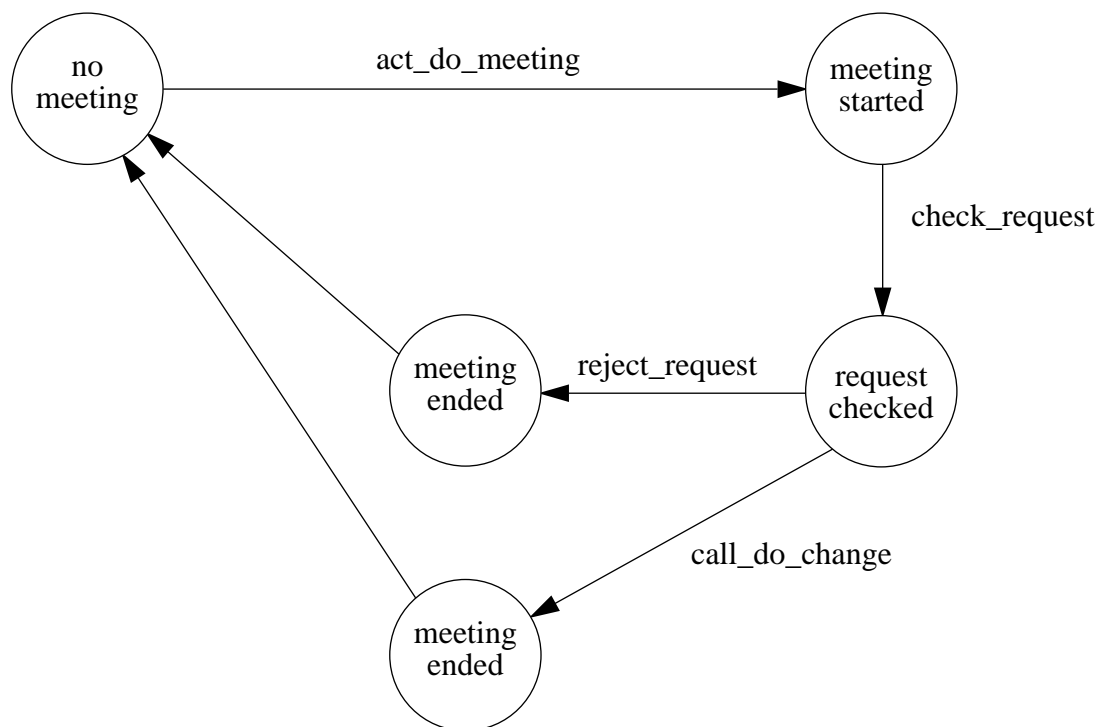 no
meeting
act_do_meeting
meeting
started
check_request
meeting
ended
reject_request
request
checked
call_do_change
meeting
ended